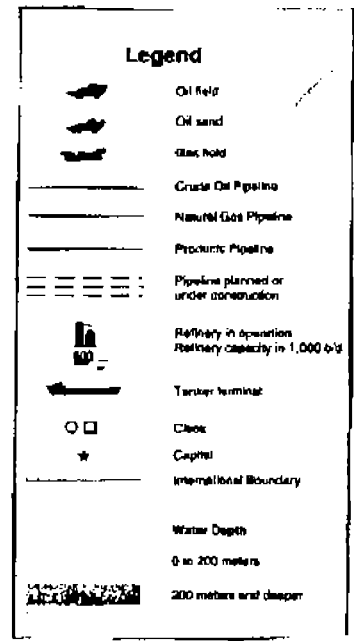 Legend
Oil field
Oil sand
Gas field
Crude Oil Pipeline
Natural Gas Pipeline
Products Pipeline
Pipeline planned or
under construction
Refinery in operation
Refinery capacity in 1,000 b/d
600
Tanker terminal
Cities
Capital
International Boundary
Water Depth
0 to 200 meters
200 meters and deeper